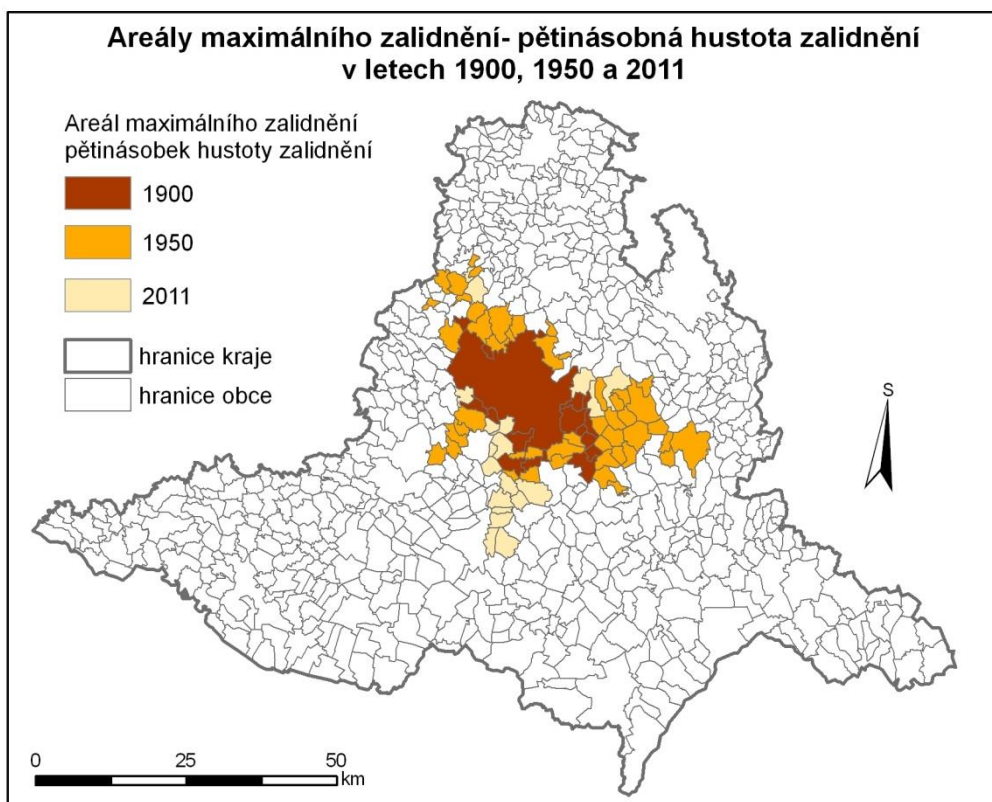 Areály maximálního zalidnění- pětinásobná hustota zalidnění
v letech 1900, 1950 a 2011
Areál maximálního zalidnění
pětinásobek hustoty zalidnění
1900
1950
2011
hranice kraje
hranice obce
S
0 25 50
km